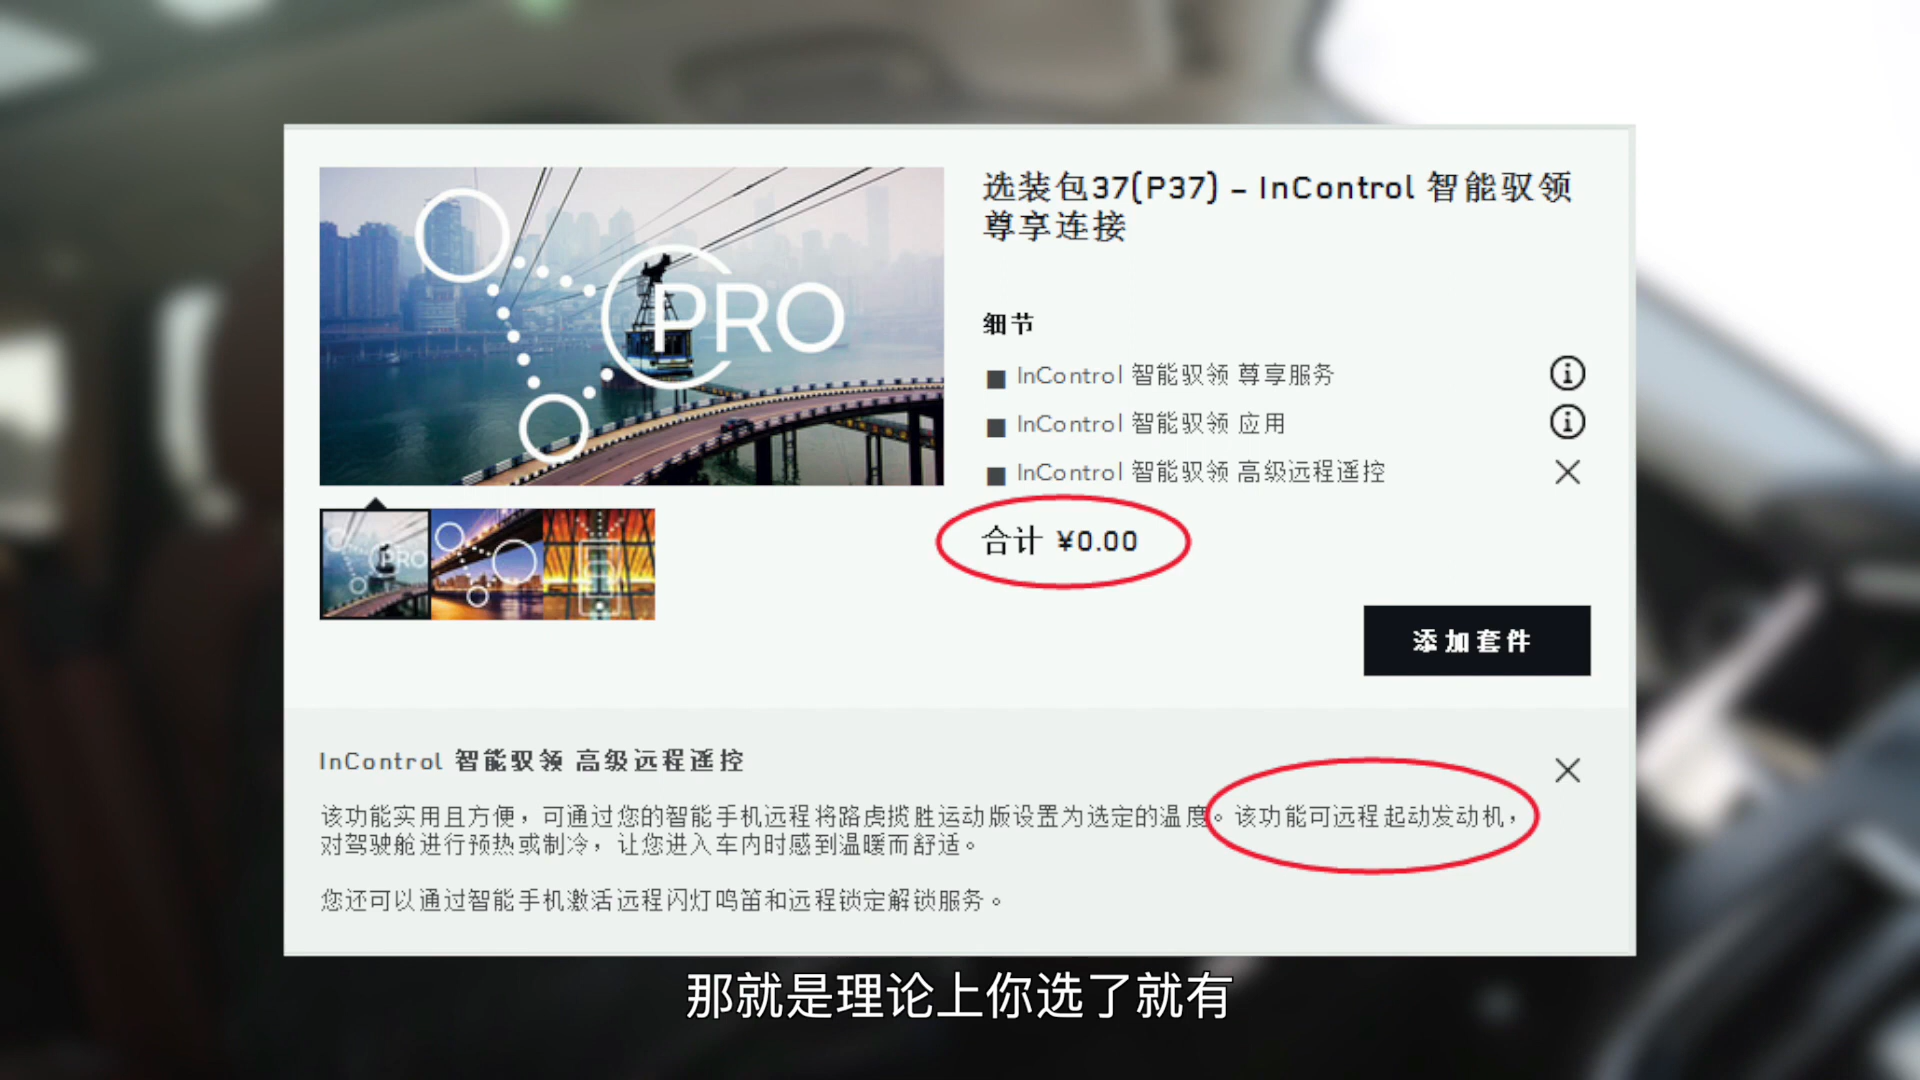 选装包37(P37) – InControl 智能驭领
尊享连接
PRO
细节
InControl 智能驭领 尊享服务
InControl 智能驭领 应用
InControl 智能驭领 高级远程遥控
合计 ¥0.00
PRO
添加套件
InControl 智能驭领 高级远程遥控
该功能实用且方便，可通过您的智能手机远程将路虎揽胜运动版设置为选定的温度。该功能可远程起动发动机，
对驾驶舱进行预热或制冷，让您进入车内时感到温暖而舒适。
您还可以通过智能手机激活远程闪灯鸣笛和远程锁定解锁服务。
那就是理论上你选了就有